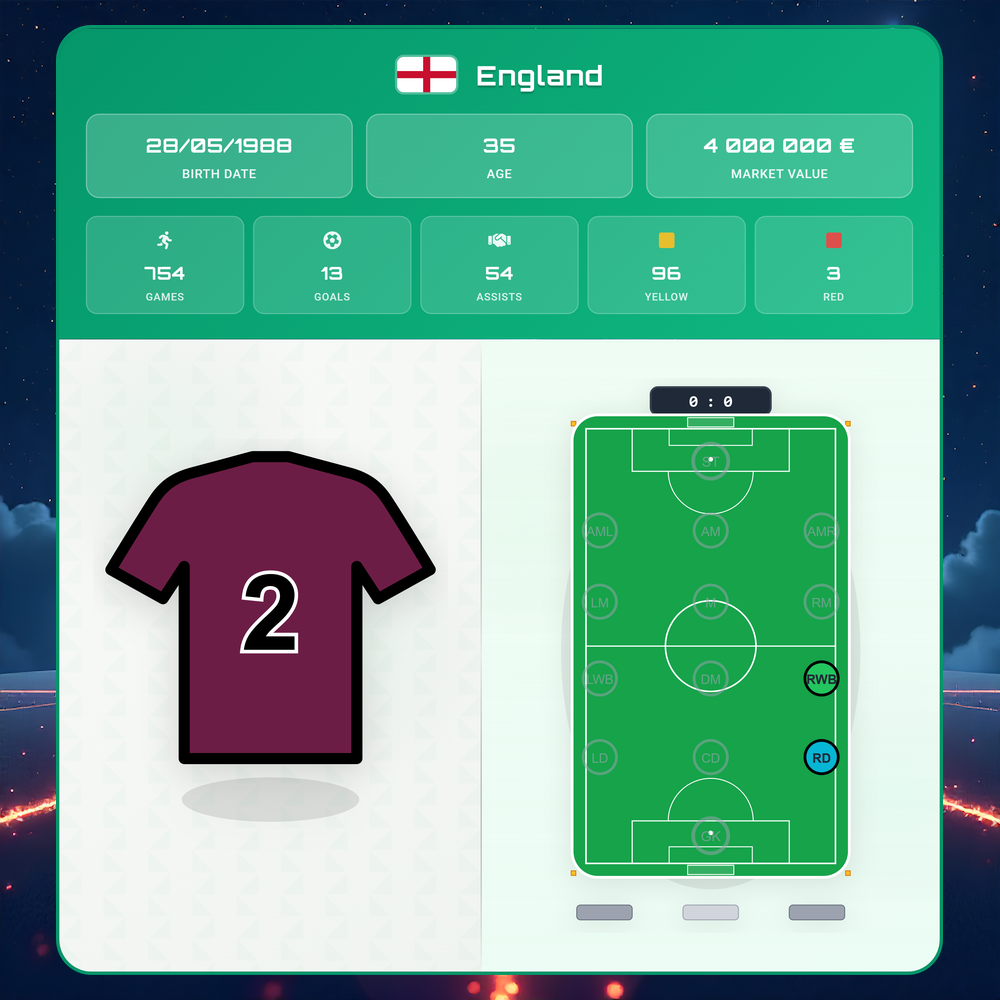 England
28/05/1988
BIRTH DATE
35
AGE
4 000 000 €
MARKET VALUE
754
GAMES
13
GOALS
54
ASSISTS
96
YELLOW
3
RED
2
0 : 0
ST
AML
AM
AMR
LM
M
RM
LWB
DM
RWB
LD
CD
RD
GK